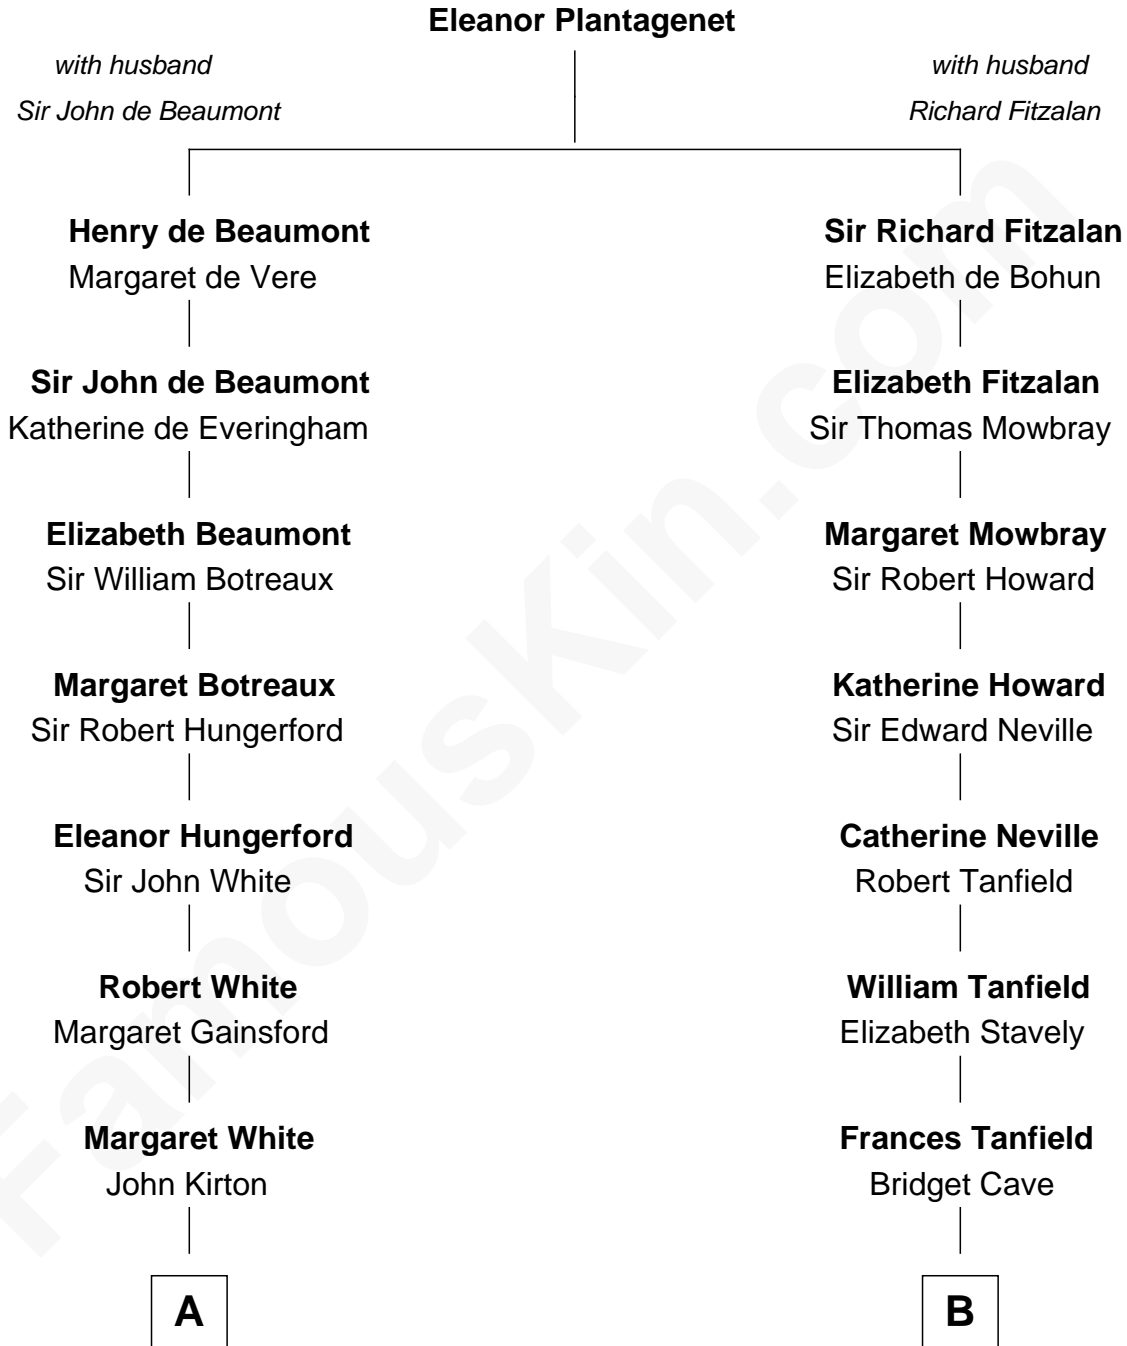 Eleanor Plantagenet
with husband
Sir John de Beaumont
with husband
Richard Fitzalan
Henry de Beaumont
Margaret de Vere
Sir John de Beaumont
Katherine de Everingham
Elizabeth Beaumont
Sir William Botreaux
Margaret Botreaux
Sir Robert Hungerford
Eleanor Hungerford
Sir John White
Robert White
Margaret Gainsford
Margaret White
John Kirton
A
Sir Richard Fitzalan
Elizabeth de Bohun
Elizabeth Fitzalan
Sir Thomas Mowbray
Margaret Mowbray
Sir Robert Howard
Katherine Howard
Sir Edward Neville
Catherine Neville
Robert Tanfield
William Tanfield
Elizabeth Stavely
Frances Tanfield
Bridget Cave
B
FamousKin.com